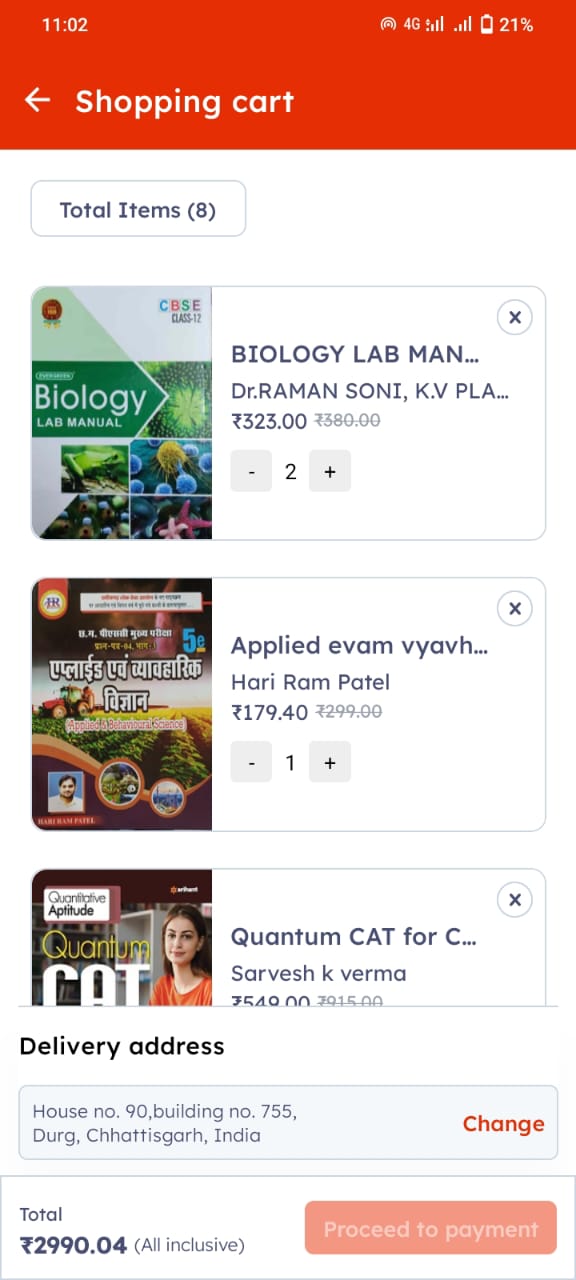 11:02
4G
21%
Shopping cart
Total Items (8)
CBSE
CLASS-12
EVERGREEN
Biology
LAB MANUAL
BIOLOGY LAB MAN...
Dr.RAMAN SONI, K.V PLA...
₹323.00 ₹380.00
- 2 +
छ.ग. पीएससी मुख्य परीक्षा
प्रश्न-पत्र-04, भाग-3
5e
एप्लाईड एवं व्यावहारिक
विज्ञान
(Applied & Behavioural Science)
HARI RAM PATEL
Applied evam vyavh...
Hari Ram Patel
₹179.40 ₹299.00
- 1 +
arihant
Quantitative
Aptitude
Quantum
CAT
Quantum CAT for C...
Sarvesh k verma
₹549.00 ₹915.00
Delivery address
House no. 90,building no. 755,
Durg, Chhattisgarh, India
Change
Total
₹2990.04 (All inclusive)
Proceed to payment